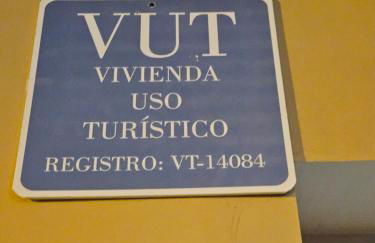 VUT
VIVIENDA
USO
TURÍSTICO
REGISTRO: VT-14084